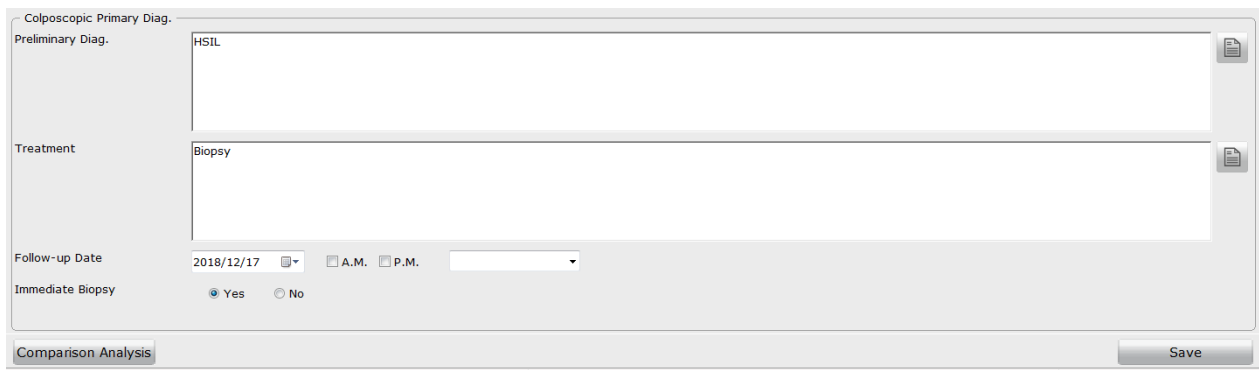 Colposcopic Primary Diag.
Preliminary Diag.
HSIL
Treatment
Biopsy
Follow-up Date 2018/12/17 A.M. P.M.
Immediate Biopsy Yes No
Comparison Analysis Save